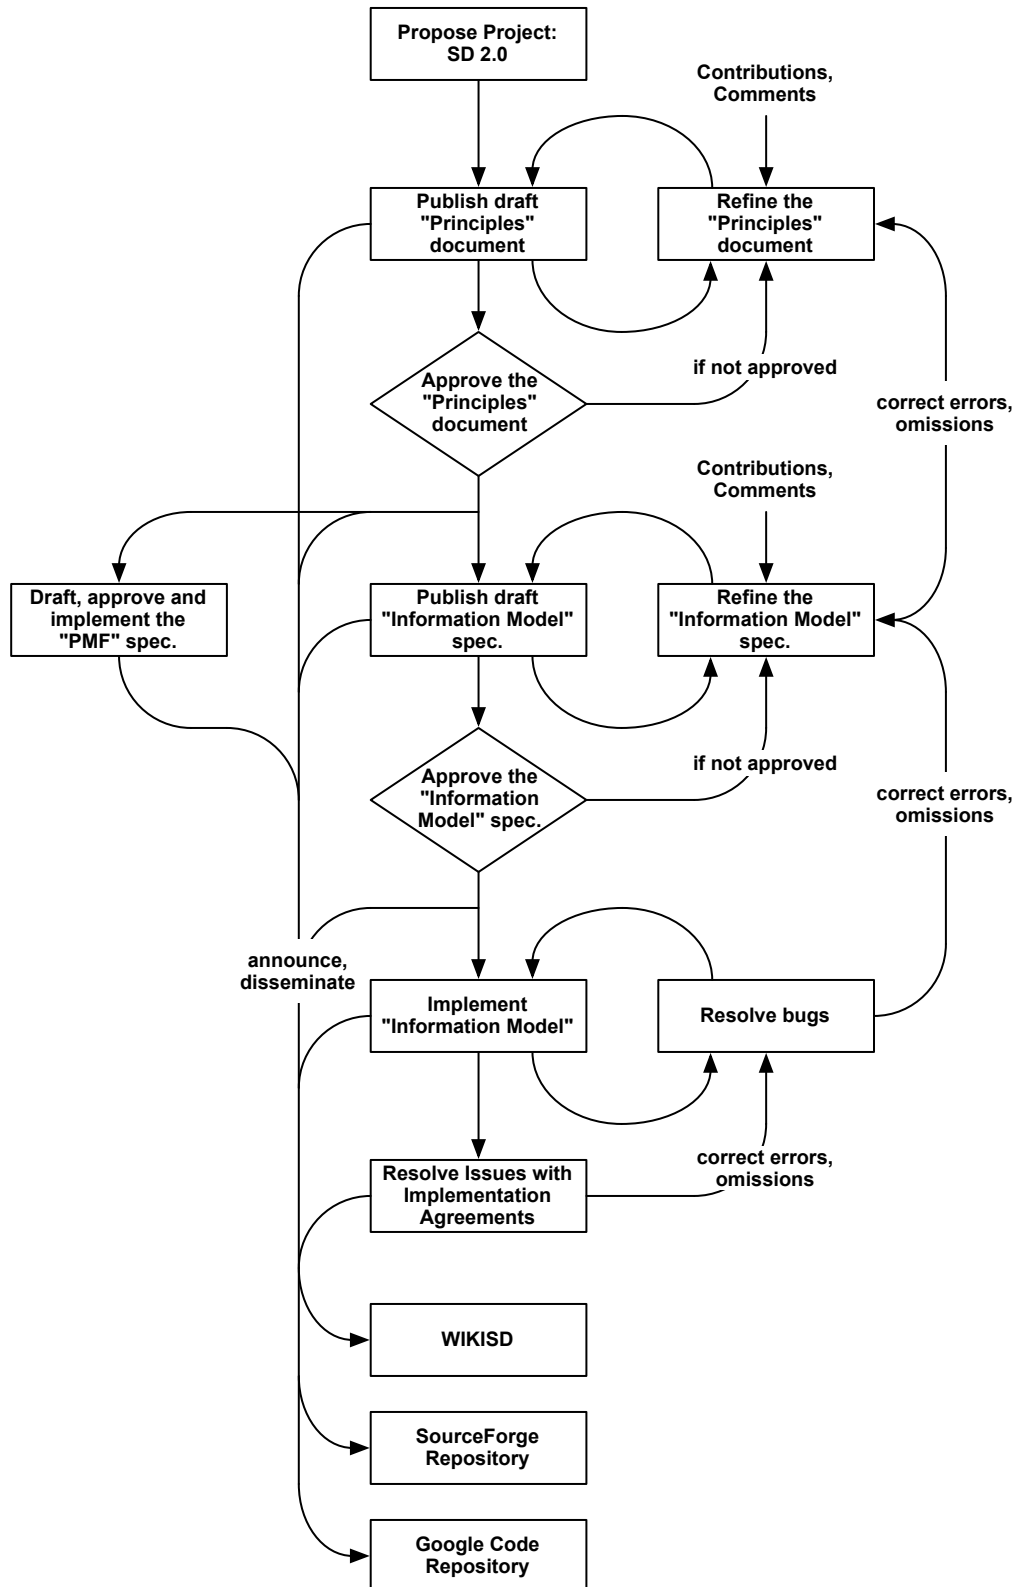 Propose Project:
SD 2.0
Contributions,
Comments
Publish draft
"Principles"
document
Refine the
"Principles"
document
if not approved
Approve the
"Principles"
document
correct errors,
omissions
Contributions,
Comments
Draft, approve and
implement the
"PMF" spec.
Publish draft
"Information Model"
spec.
Refine the
"Information Model"
spec.
if not approved
Approve the
"Information
Model" spec.
correct errors,
omissions
announce,
disseminate
Implement
"Information Model"
Resolve bugs
correct errors,
omissions
Resolve Issues with
Implementation
Agreements
WIKISD
SourceForge
Repository
Google Code
Repository